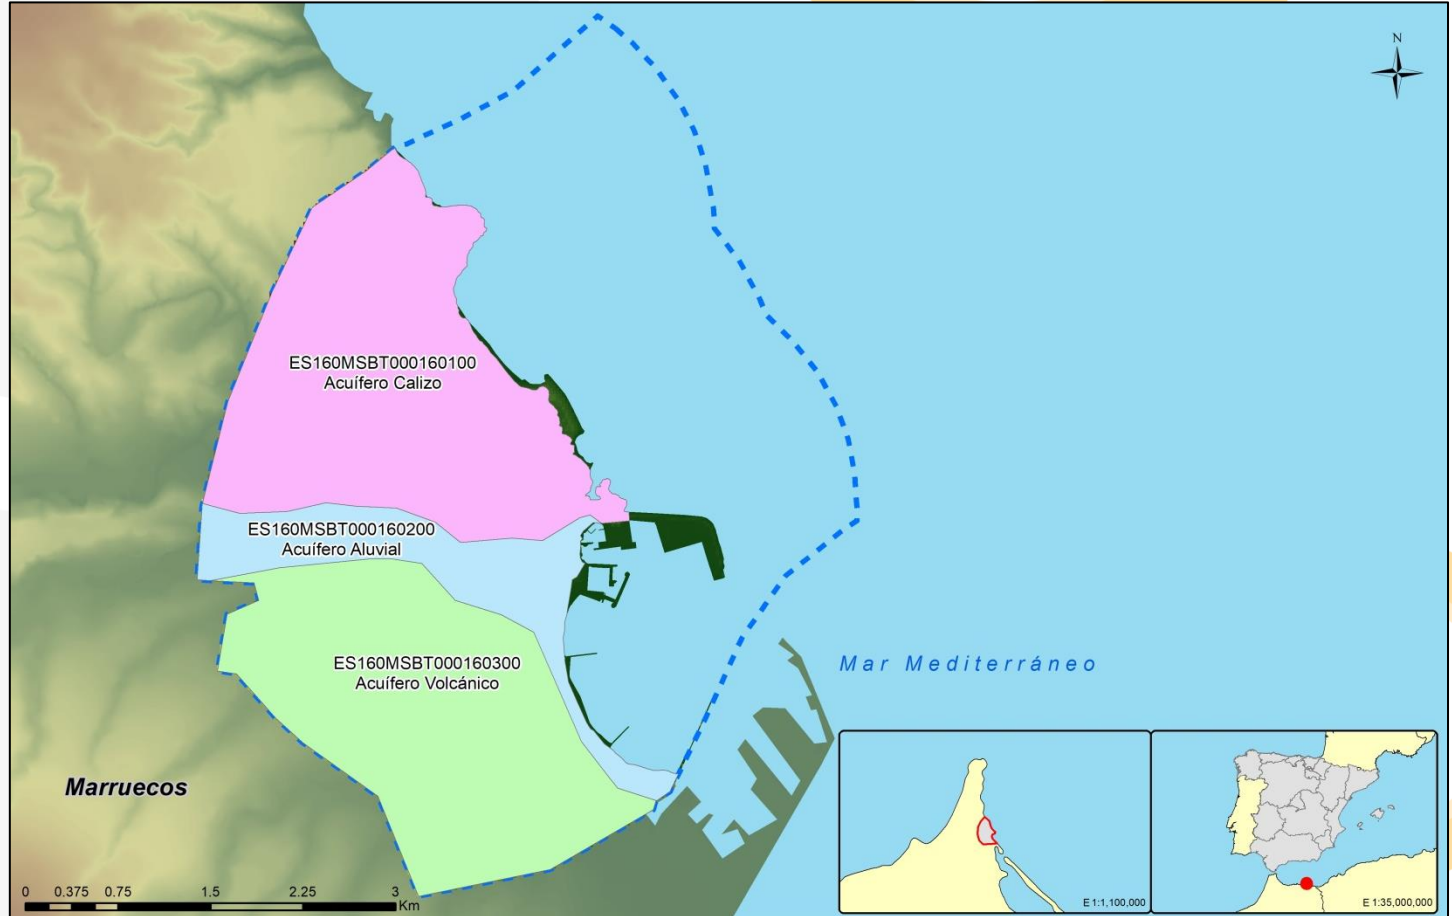 N
ES160MSBT000160100
Acuífero Calizo
ES160MSBT000160200
Acuífero Aluvial
ES160MSBT000160300
Acuífero Volcánico
Mar Mediterráneo
Marruecos
0 0.375 0.75 1.5 2.25 3
Km
E 1:1,100,000
E 1:35,000,000